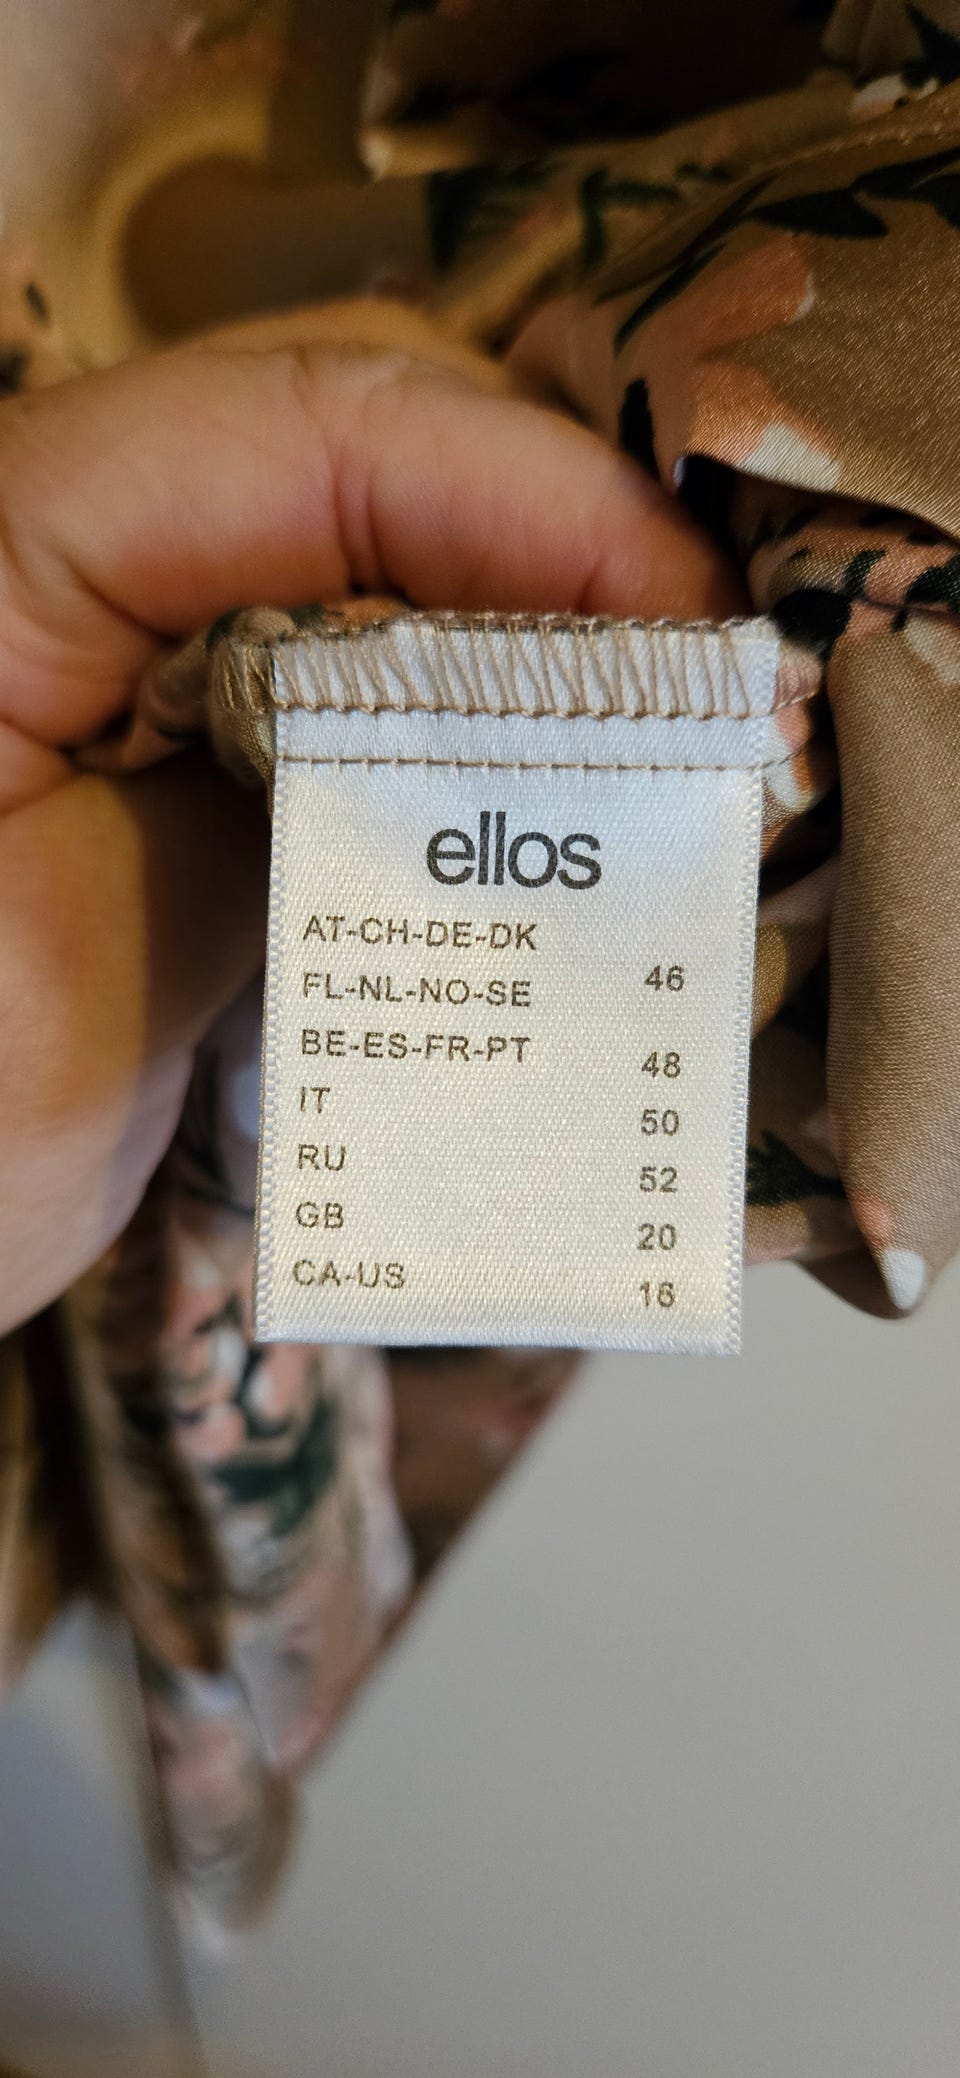 ellos
AT-CH-DE-DK
FL-NL-NO-SE 46
BE-ES-FR-PT 48
IT 50
RU 52
GB 20
CA-US 16